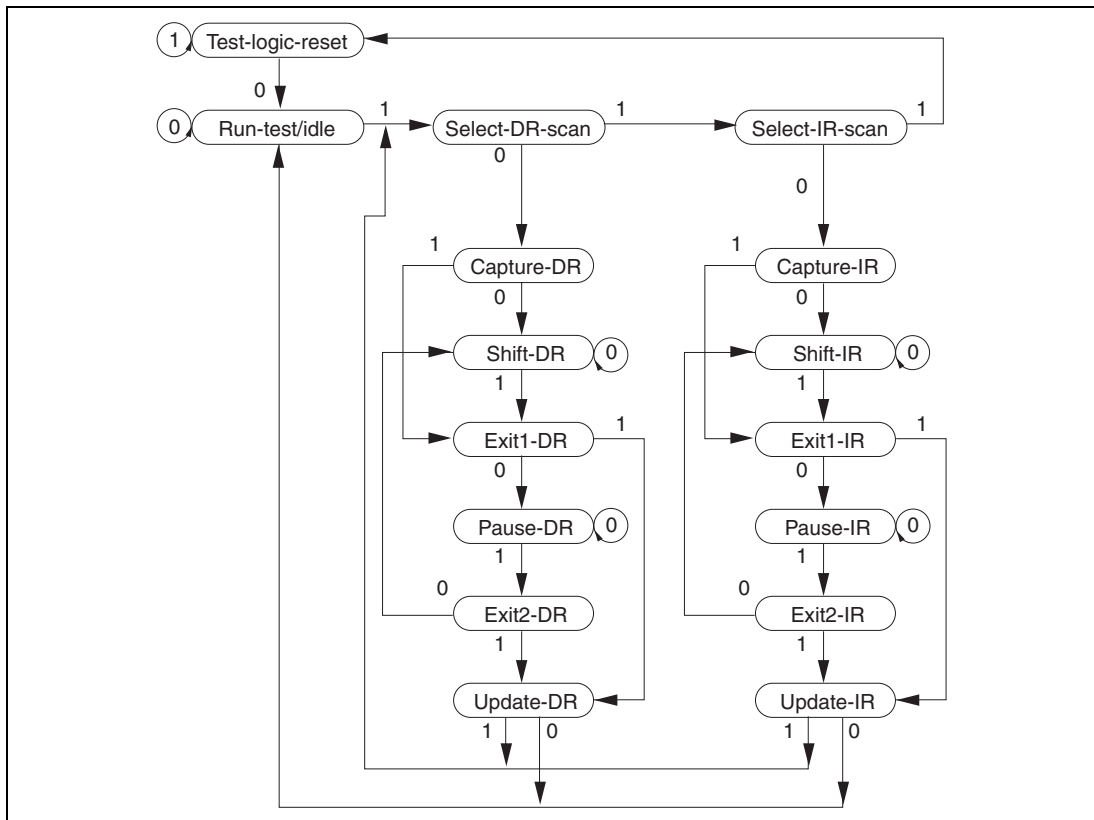 1 Test-logic-reset
0
0 Run-test/idle 1 Select-DR-scan 1 Select-IR-scan 1
0 0
1 1
Capture-DR Capture-IR
0 0
Shift-DR 0 Shift-IR 0
1 1
Exit1-DR 1 Exit1-IR 1
0 0
Pause-DR 0 Pause-IR 0
1 1
0 0
Exit2-DR Exit2-IR
1 1
Update-DR Update-IR
1 0 1 0